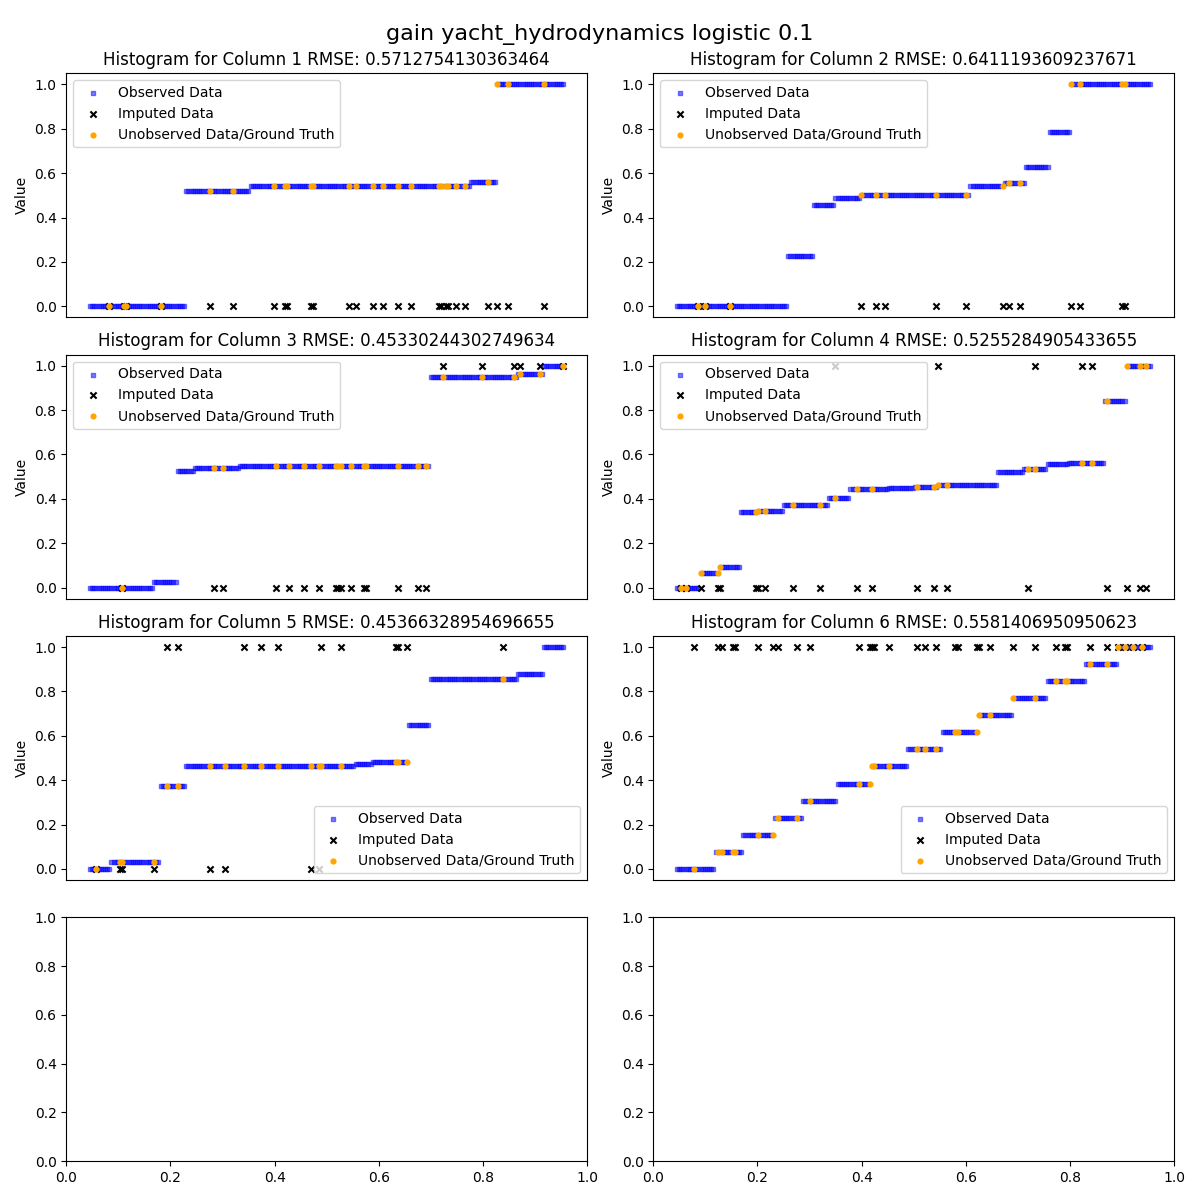 gain yacht_hydrodynamics logistic 0.1
Histogram for Column 1 RMSE: 0.5712754130363464
Histogram for Column 2 RMSE: 0.6411193609237671
1.0
0.8
0.6
0.4
0.2
0.0
Value
Observed Data
Imputed Data
Unobserved Data/Ground Truth
1.0
0.8
0.6
0.4
0.2
0.0
Value
Observed Data
Imputed Data
Unobserved Data/Ground Truth
Histogram for Column 3 RMSE: 0.45330244302749634
Histogram for Column 4 RMSE: 0.5255284905433655
1.0
0.8
0.6
0.4
0.2
0.0
Value
Observed Data
Imputed Data
Unobserved Data/Ground Truth
1.0
0.8
0.6
0.4
0.2
0.0
Value
Observed Data
Imputed Data
Unobserved Data/Ground Truth
Histogram for Column 5 RMSE: 0.45366328954696655
Histogram for Column 6 RMSE: 0.5581406950950623
1.0
0.8
0.6
0.4
0.2
0.0
Value
Observed Data
Imputed Data
Unobserved Data/Ground Truth
1.0
0.8
0.6
0.4
0.2
0.0
Value
Observed Data
Imputed Data
Unobserved Data/Ground Truth
1.0
0.8
0.6
0.4
0.2
0.0
0.0 0.2 0.4 0.6 0.8 1.0
1.0
0.8
0.6
0.4
0.2
0.0
0.0 0.2 0.4 0.6 0.8 1.0